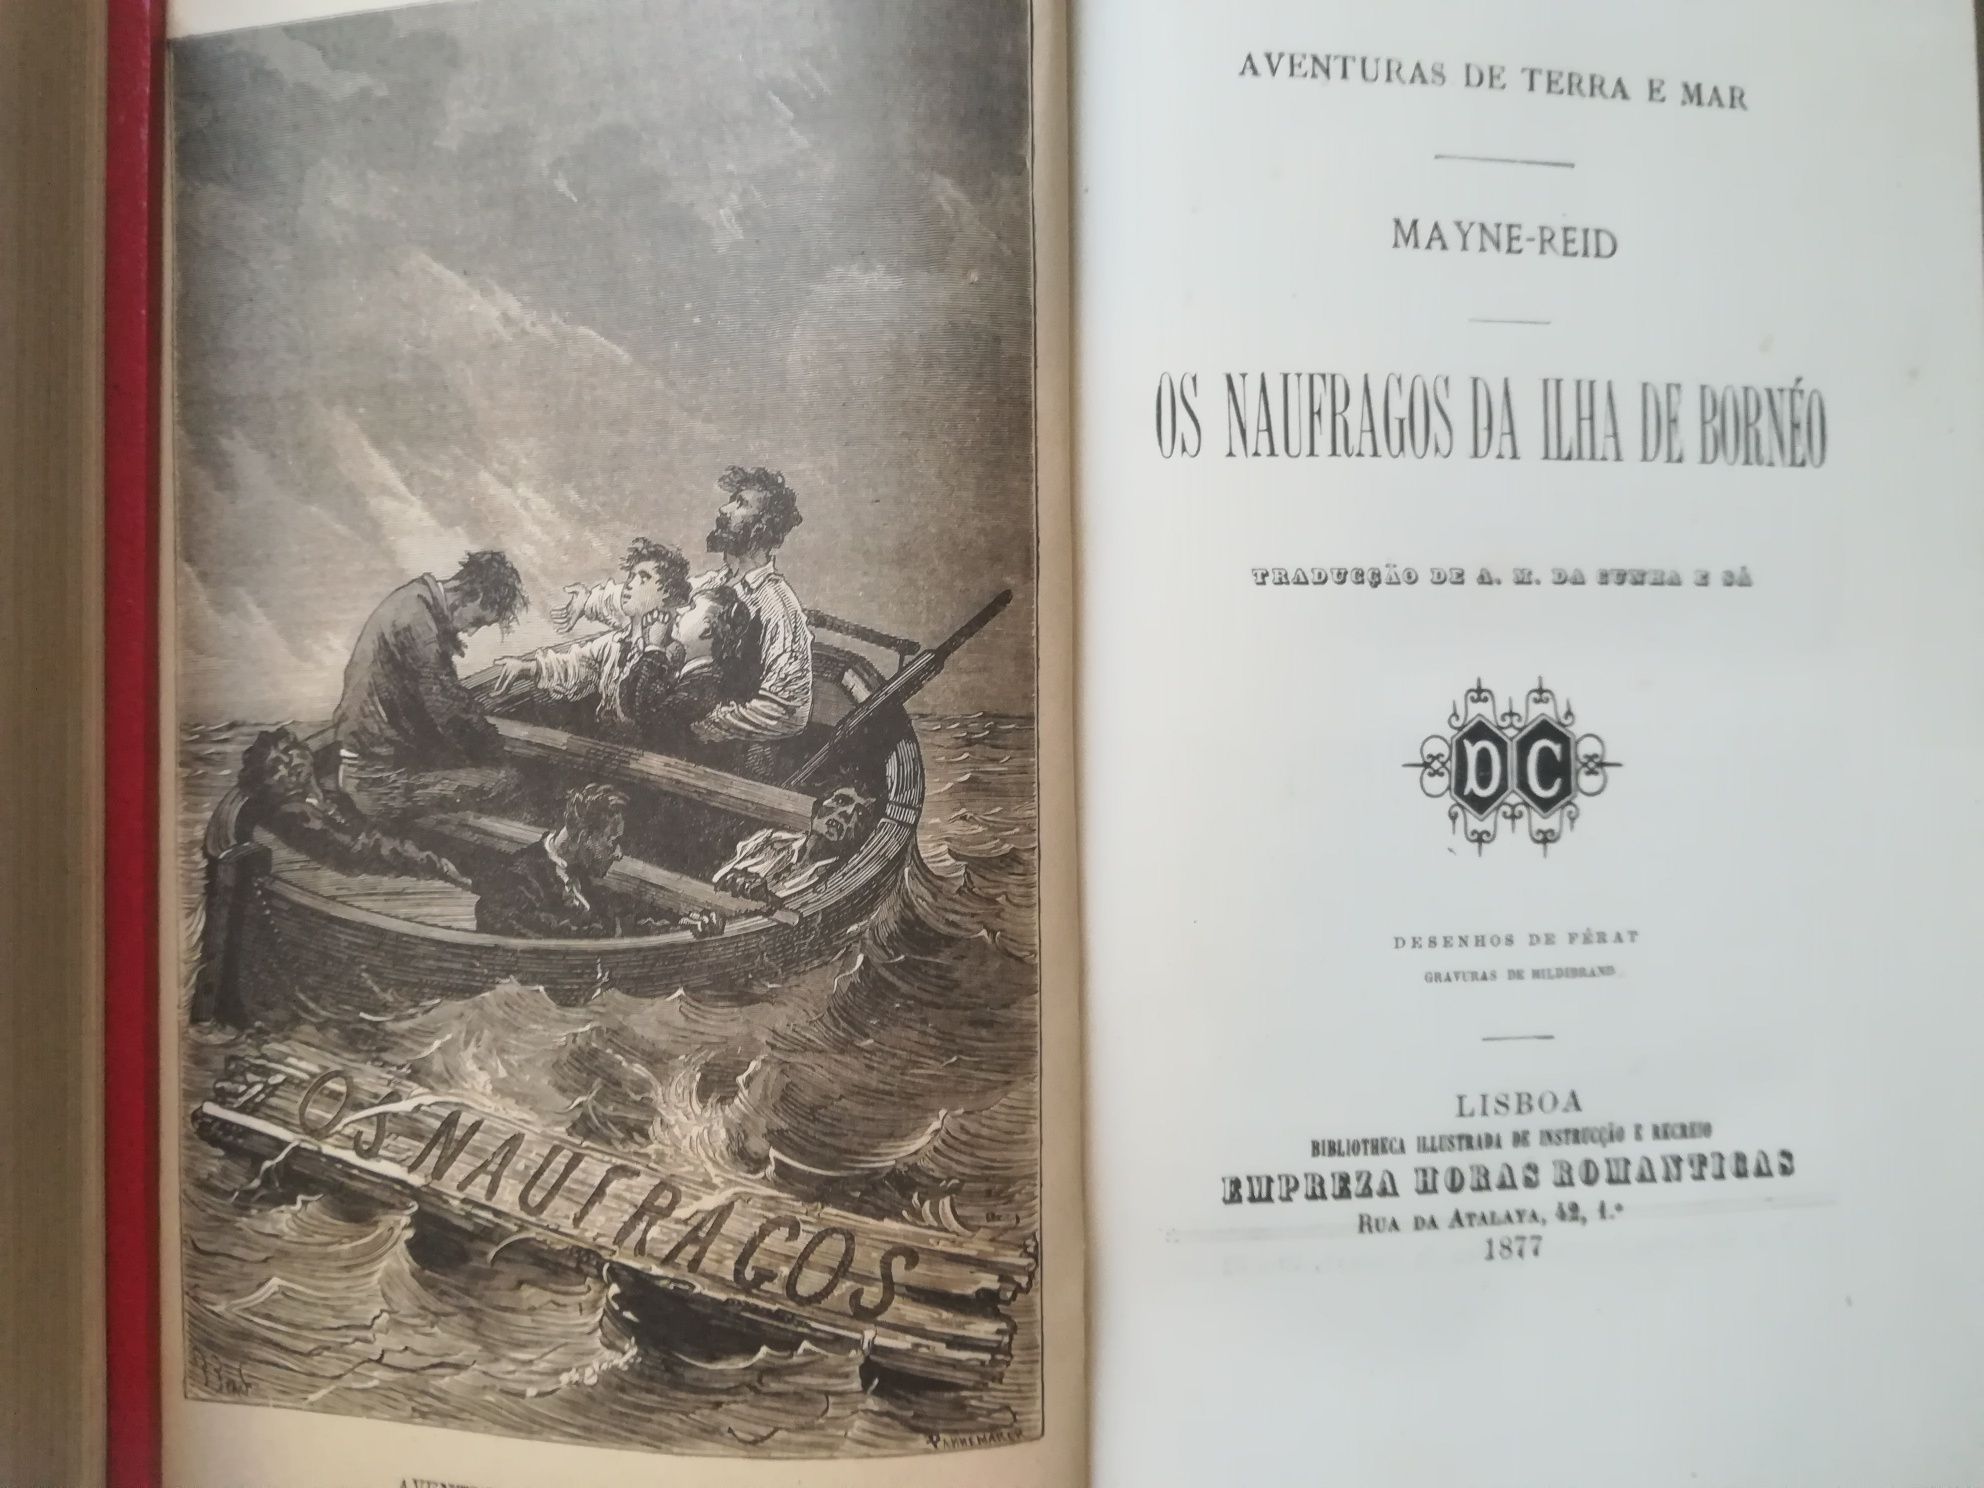 OS NAUFRAGOS
PANNEMAKER
AVENTURAS DE TERRA E MAR
MAYNE-REID
OS NAUFRAGOS DA ILHA DE BORNÉO
TRADUCÇÃO DE A. M. DA CUNHA E SÁ
DC
DESENHOS DE FÉRAT
GRAVURAS DE HILDIBRAND
LISBOA
BIBLIOTHECA ILLUSTRADA DE INSTRUCÇÃO E RECREIO
EMPREZA HORAS ROMANTICAS
RUA DA ATALAYA, 42, 1.º
1877